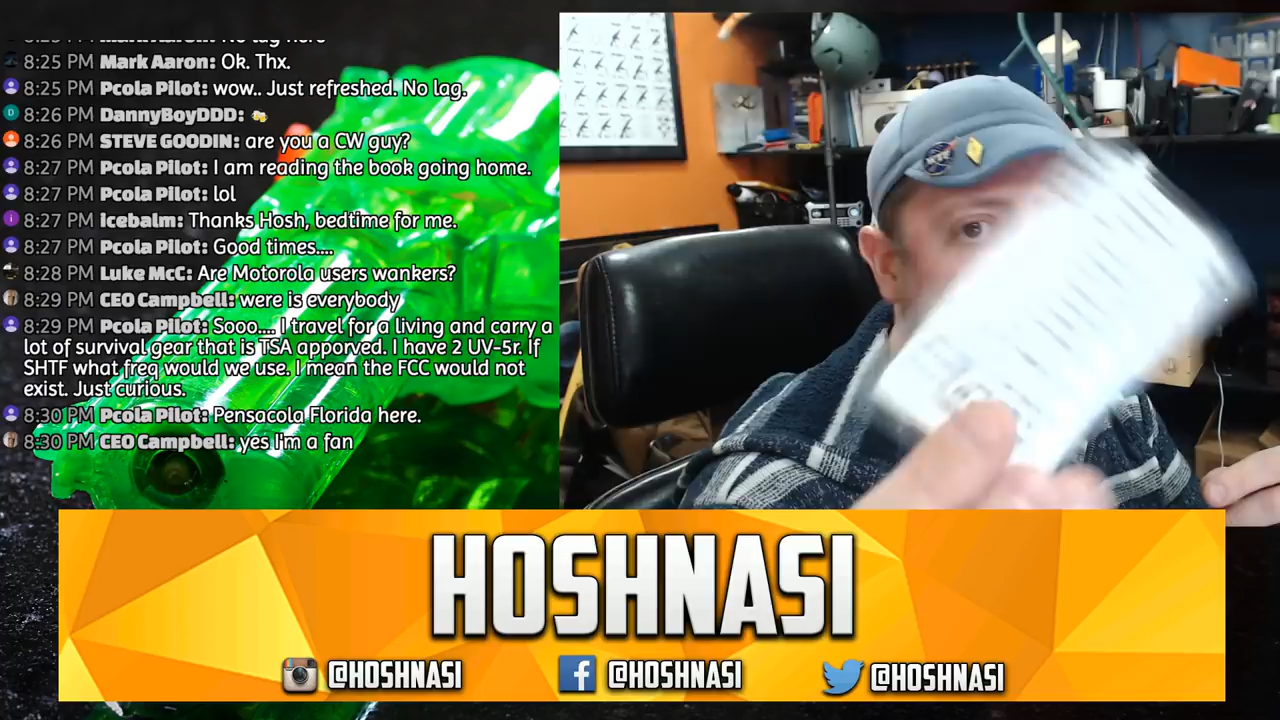 Mark Aaron: No lag here
8:25 PM Mark Aaron: Ok. Thx.
8:25 PM Pcola Pilot: wow.. Just refreshed. No lag.
8:26 PM DannyBoyDDD: 🍻
8:26 PM STEVE GOODIN: are you a CW guy?
8:27 PM Pcola Pilot: I am reading the book going home.
8:27 PM Pcola Pilot: lol
8:27 PM icebalm: Thanks Hosh, bedtime for me.
8:27 PM Pcola Pilot: Good times....
8:28 PM Luke McC: Are Motorola users wankers?
8:29 PM CEO Campbell: were is everybody
8:29 PM Pcola Pilot: Sooo.... I travel for a living and carry a
lot of survival gear that is TSA apporved. I have 2 UV-5r. If
SHTF what freq would we use. I mean the FCC would not
exist. Just curious.
8:30 PM Pcola Pilot: Pensacola Florida here.
8:30 PM CEO Campbell: yes I'm a fan
HOSHNASI
@HOSHNASI @HOSHNASI @HOSHNASI